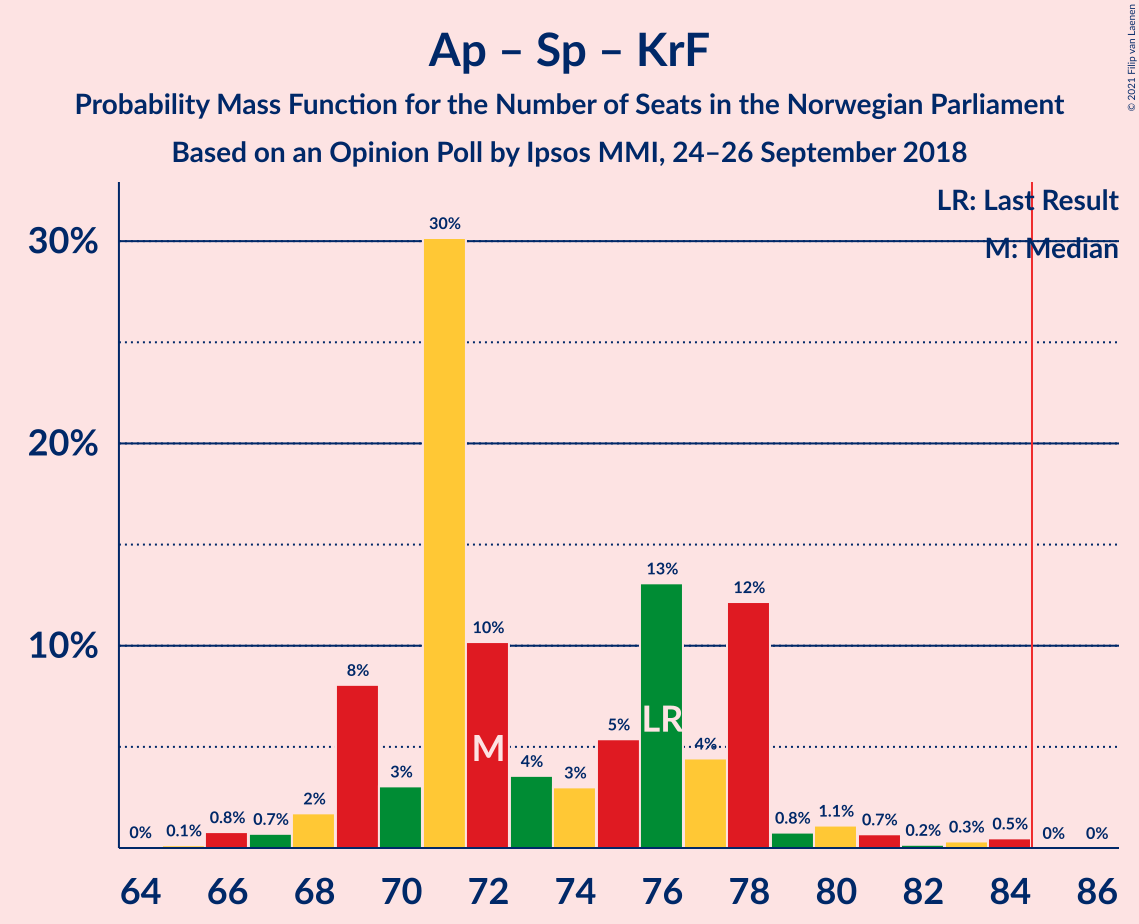 Ap – Sp – KrF
Probability Mass Function for the Number of Seats in the Norwegian Parliament
Based on an Opinion Poll by Ipsos MMI, 24–26 September 2018
© 2021 Filip van Laenen
LR: Last Result
M: Median
30%
20%
10%
0% 0.1% 0.8% 0.7% 2% 8% 3% 30% 10% 4% 3% 5% 13% 4% 12% 0.8% 1.1% 0.7% 0.2% 0.3% 0.5% 0% 0%
M LR
64 66 68 70 72 74 76 78 80 82 84 86